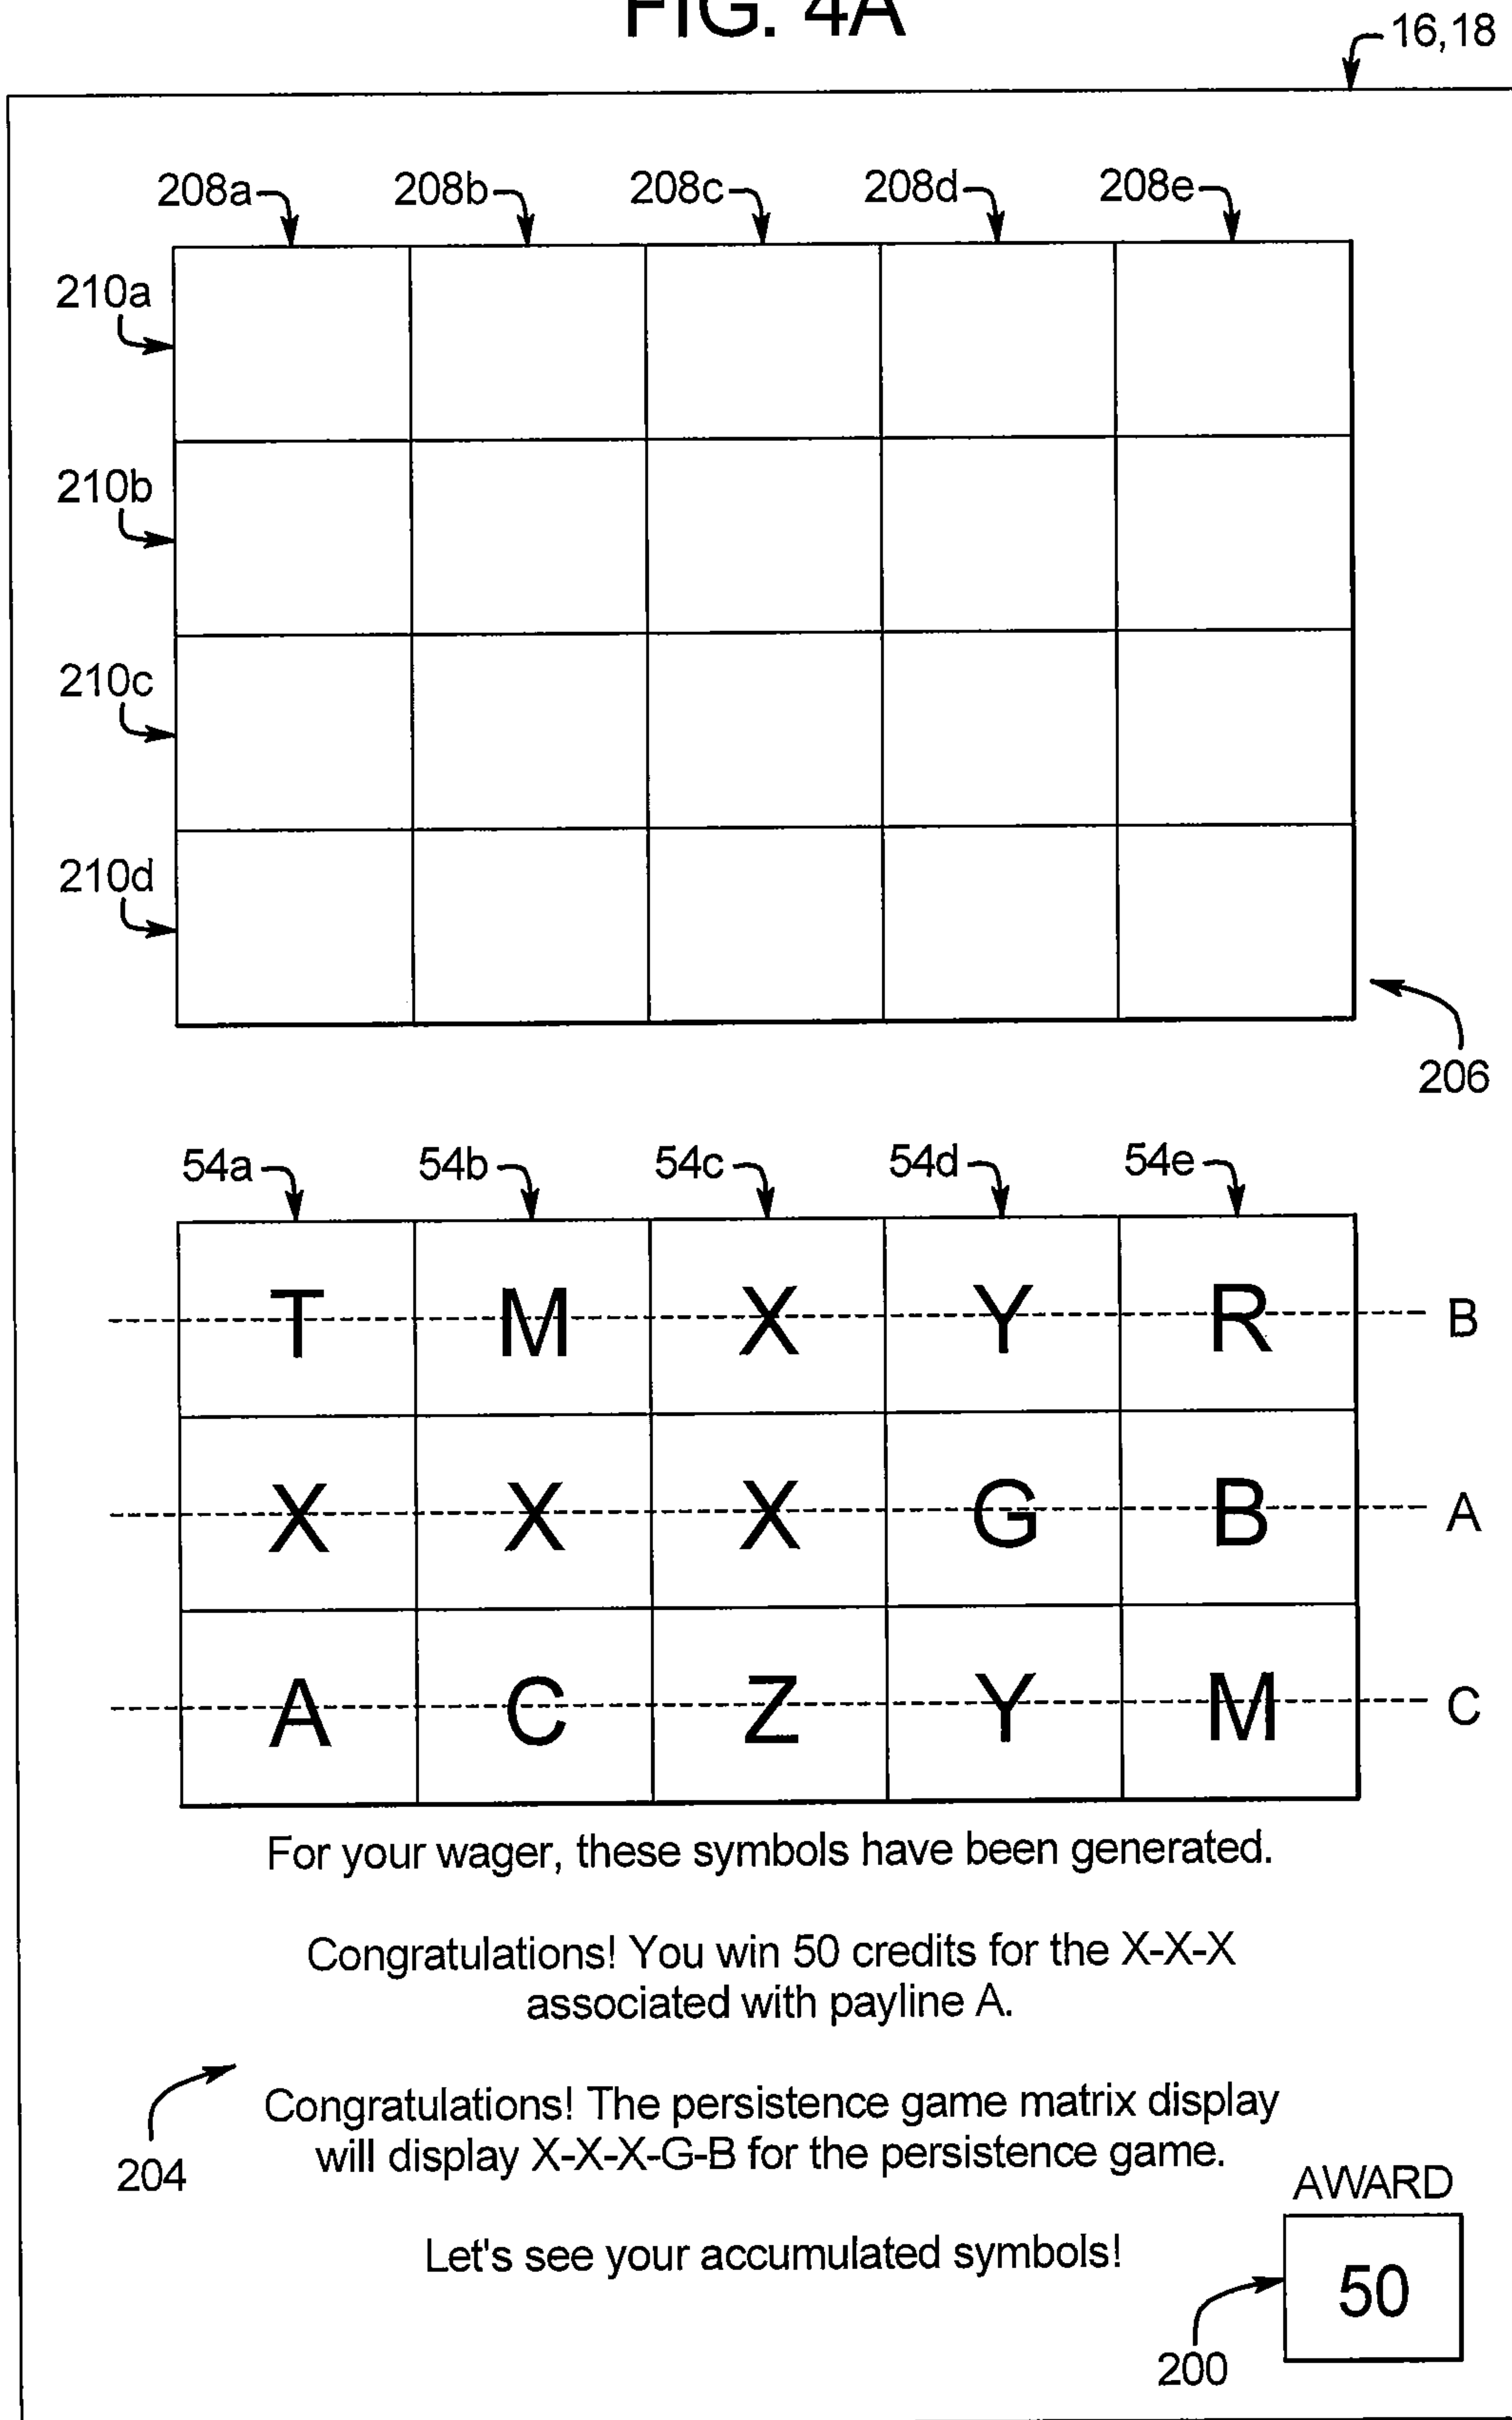 FIG. 4A
16,18
208a 208b 208c 208d 208e
210a
210b
210c
210d
206
54a 54b 54c 54d 54e
T M X Y R B
X X X G B A
A C Z Y M C
For your wager, these symbols have been generated.
Congratulations! You win 50 credits for the X-X-X
associated with payline A.
Congratulations! The persistence game matrix display
will display X-X-X-G-B for the persistence game.
204
AWARD
Let's see your accumulated symbols!
50
200